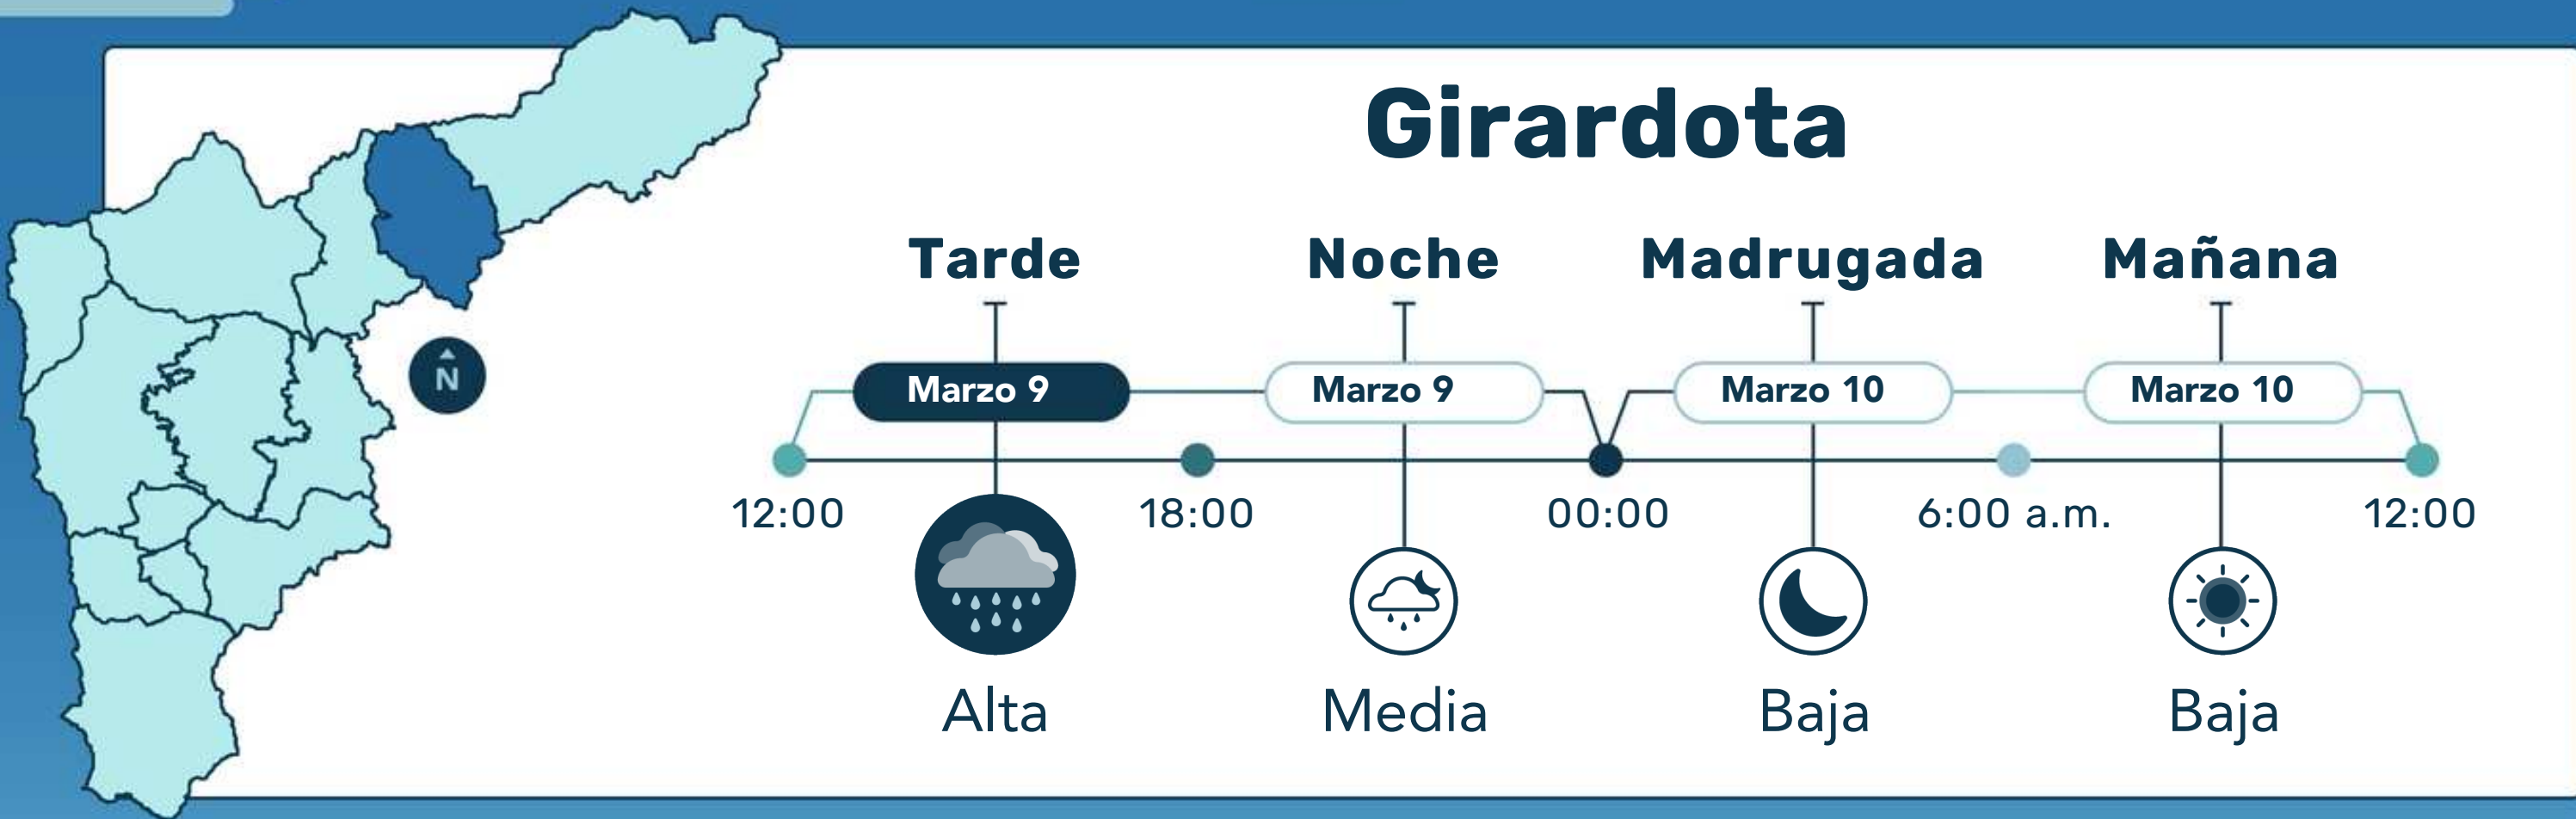 Girardota
Tarde Noche Madrugada Mañana
Marzo 9 Marzo 9 Marzo 10 Marzo 10
N
12:00 18:00 00:00 6:00 a.m. 12:00
Alta Media Baja Baja